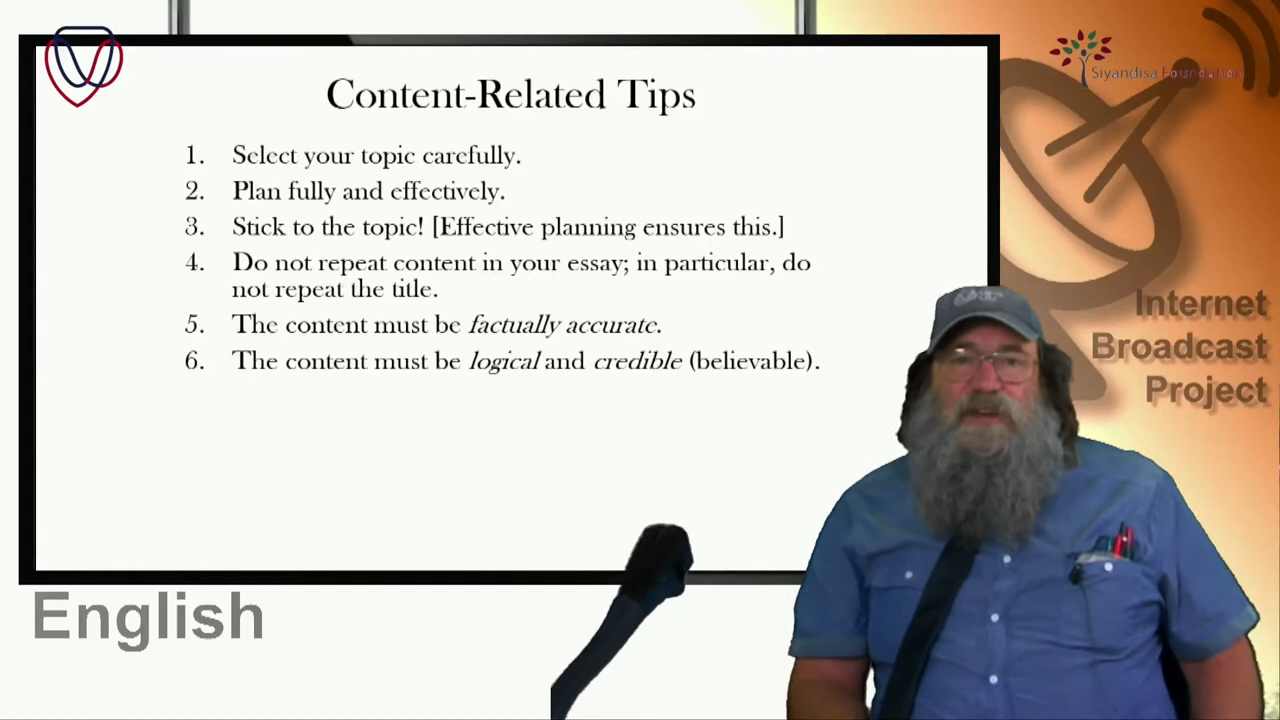 Siyandisa Foundation
Content-Related Tips
1. Select your topic carefully.
2. Plan fully and effectively.
3. Stick to the topic! [Effective planning ensures this.]
4. Do not repeat content in your essay; in particular, do
not repeat the title.
5. The content must be factually accurate.
6. The content must be logical and credible (believable).
Internet
Broadcast
Project
English